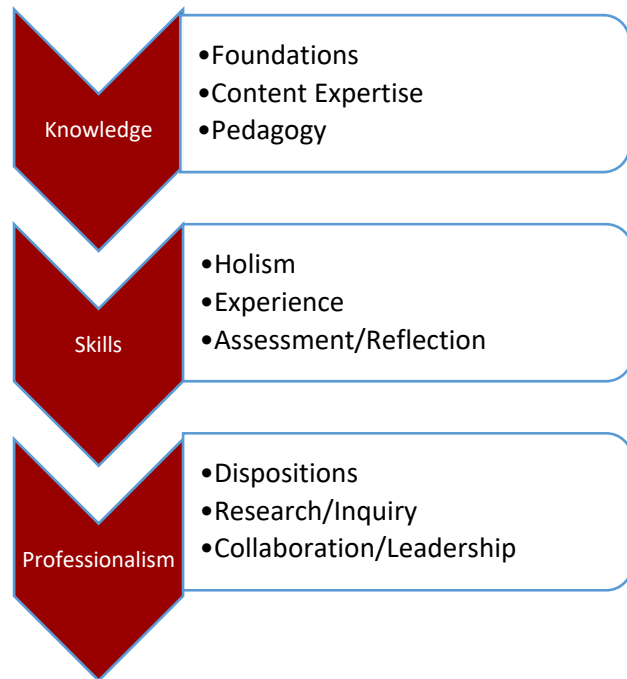 Knowledge
•Foundations
•Content Expertise
•Pedagogy
Skills
•Holism
•Experience
•Assessment/Reflection
Professionalism
•Dispositions
•Research/Inquiry
•Collaboration/Leadership